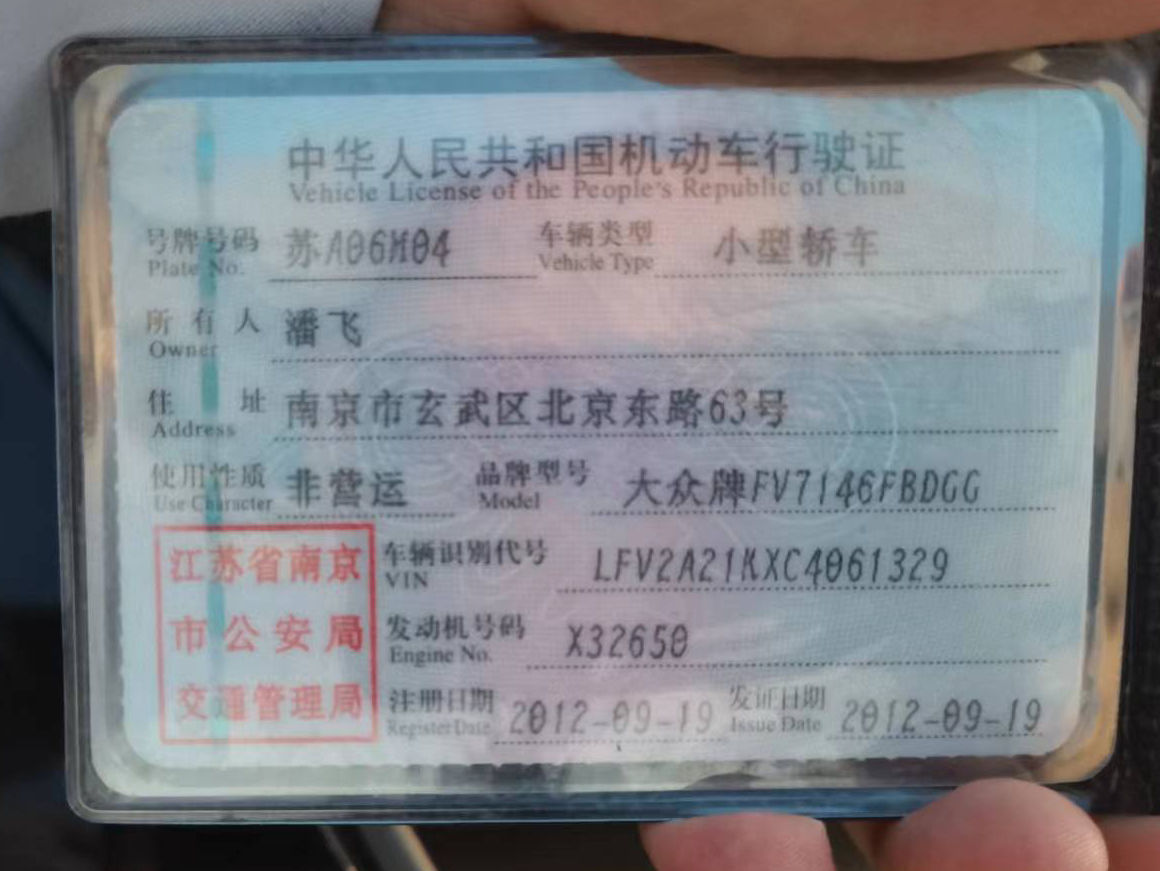 中华人民共和国机动车行驶证
Vehicle License of the People's Republic of China
号牌号码 苏A06M04 车辆类型 小型轿车
Plate No. Vehicle Type
所有人 潘飞
Owner
住址 南京市玄武区北京东路63号
Address
使用性质 非营运 品牌型号 大众牌FV7146FBDGG
Use Character Model
江苏省南京
市公安局
交通管理局
车辆识别代号 LFV2A21KXC4061329
VIN
发动机号码 X32650
Engine No.
注册日期 2012-09-19 发证日期 2012-09-19
Register Date Issue Date